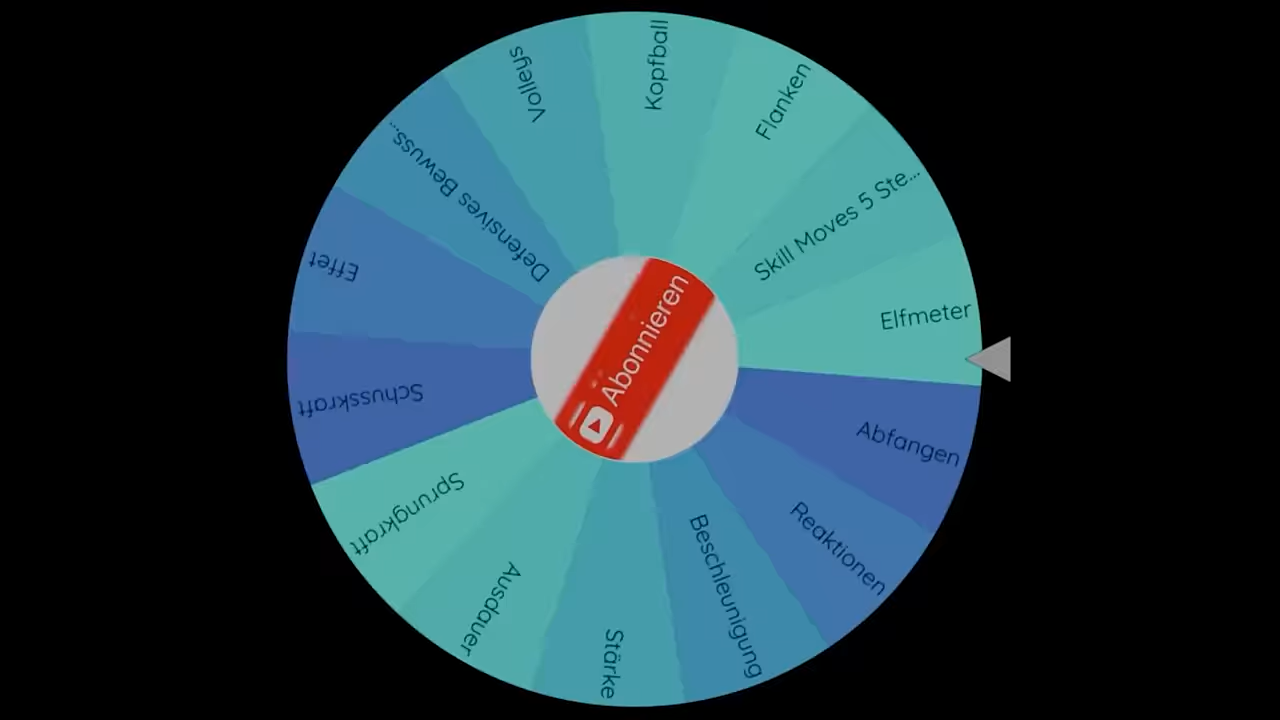 Kopfball
Flanken
Skill Moves 5 Ste...
Elfmeter
Abfangen
Reaktionen
Beschleunigung
Stärke
Ausdauer
Sprungkraft
Schusskraft
Effet
Defensives Bewuss...
Volleys
Abonnieren